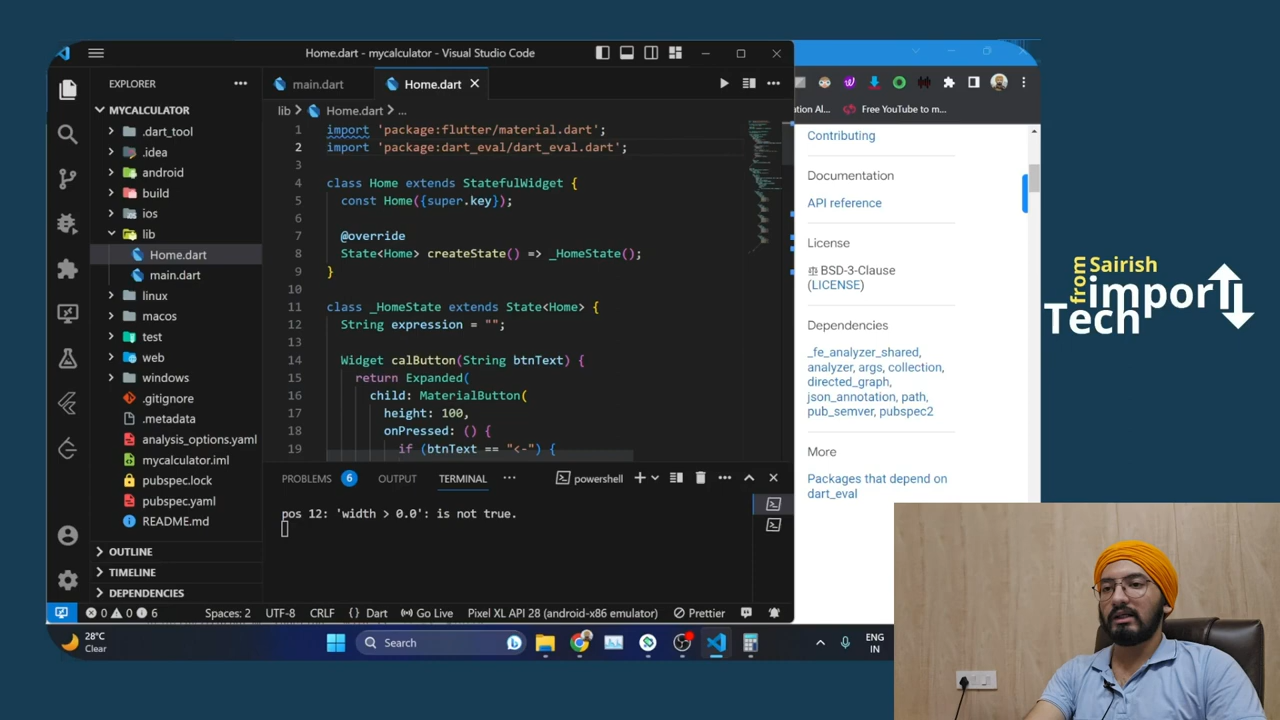 Home.dart - mycalculator - Visual Studio Code
EXPLORER
MYCALCULATOR
.dart_tool
.idea
android
build
ios
lib
Home.dart
main.dart
linux
macos
test
web
windows
.gitignore
.metadata
analysis_options.yaml
mycalculator.iml
pubspec.lock
pubspec.yaml
README.md
OUTLINE
TIMELINE
DEPENDENCIES
main.dart
Home.dart
lib > Home.dart > ...
1 import 'package:flutter/material.dart';
2 import 'package:dart_eval/dart_eval.dart';
3
4 class Home extends StatefulWidget {
5 const Home({super.key});
6
7 @override
8 State<Home> createState() => _HomeState();
9 }
10
11 class _HomeState extends State<Home> {
12 String expression = "";
13
14 Widget calButton(String btnText) {
15 return Expanded(
16 child: MaterialButton(
17 height: 100,
18 onPressed: () {
19 if (btnText == "<-") {
PROBLEMS 6 OUTPUT TERMINAL ... powershell
pos 12: 'width > 0.0': is not true.
0 0 6 Spaces: 2 UTF-8 CRLF {} Dart Go Live Pixel XL API 28 (android-x86 emulator) Prettier
ation Al... Free YouTube to m...
Contributing
Documentation
API reference
License
BSD-3-Clause
(LICENSE)
Dependencies
_fe_analyzer_shared,
analyzer, args, collection,
directed_graph,
json_annotation, path,
pub_semver, pubspec2
More
Packages that depend on
dart_eval
28°C
Clear
Search
ENG
IN
from Sairish
import
Tech